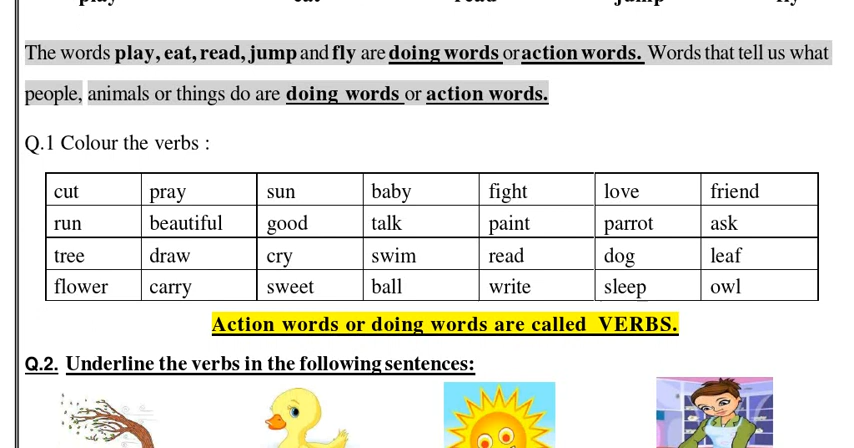 The words play, eat, read, jump and fly are doing words or action words. Words that tell us what
people, animals or things do are doing words or action words.
Q.1 Colour the verbs :
cut pray sun baby fight love friend
run beautiful good talk paint parrot ask
tree draw cry swim read dog leaf
flower carry sweet ball write sleep owl
Action words or doing words are called VERBS.
Q.2. Underline the verbs in the following sentences: